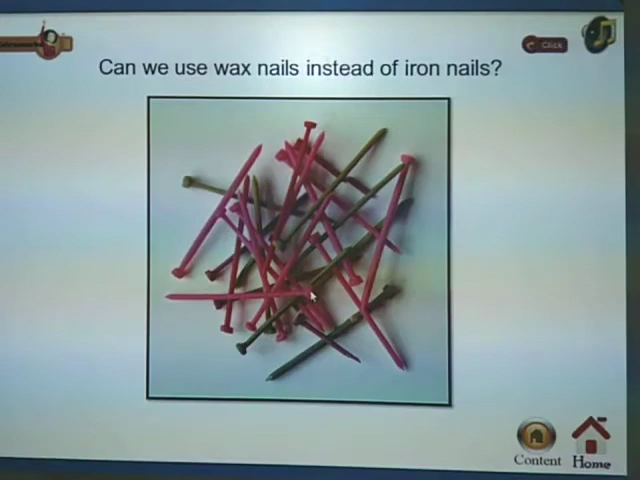 Click
Can we use wax nails instead of iron nails?
Content
Home